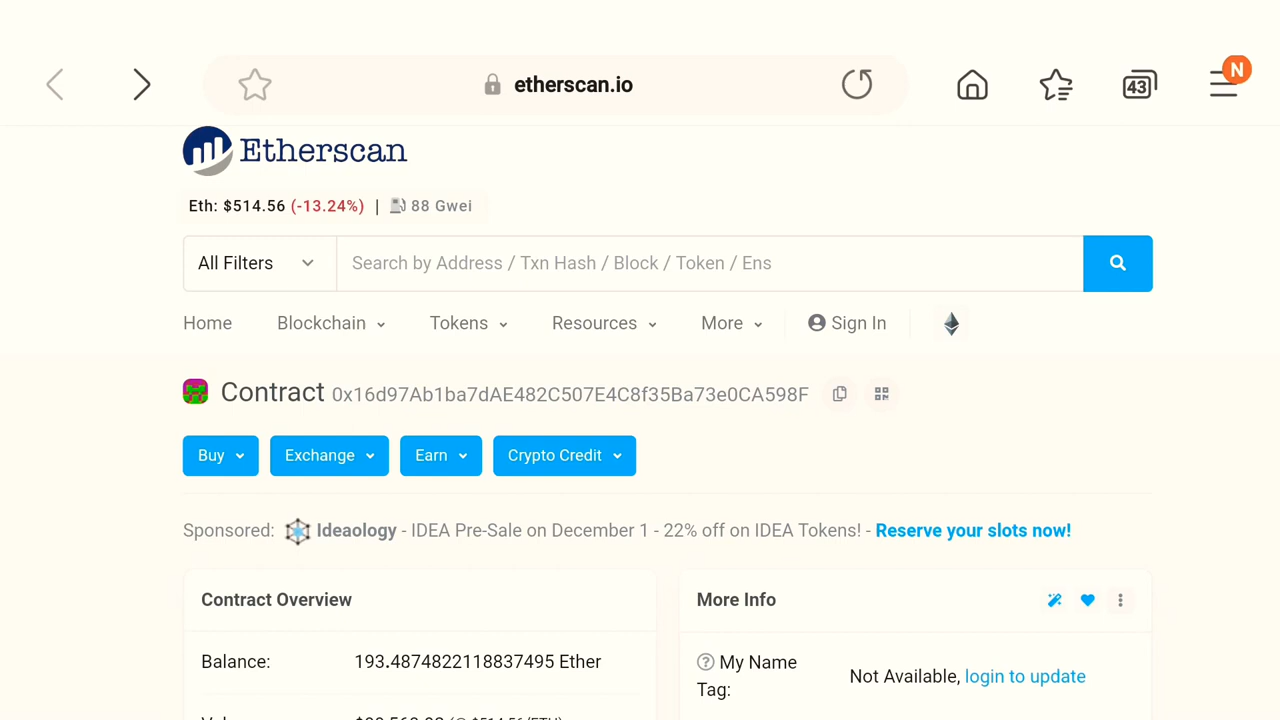 etherscan.io
43
N
Etherscan
Eth: $514.56 (-13.24%) | 88 Gwei
All Filters
Search by Address / Txn Hash / Block / Token / Ens
Home Blockchain Tokens Resources More Sign In
Contract 0x16d97Ab1ba7dAE482C507E4C8f35Ba73e0CA598F
Buy Exchange Earn Crypto Credit
Sponsored: Ideaology - IDEA Pre-Sale on December 1 - 22% off on IDEA Tokens! - Reserve your slots now!
Contract Overview
Balance: 193.4874822118837495 Ether
More Info
My Name Tag: Not Available, login to update